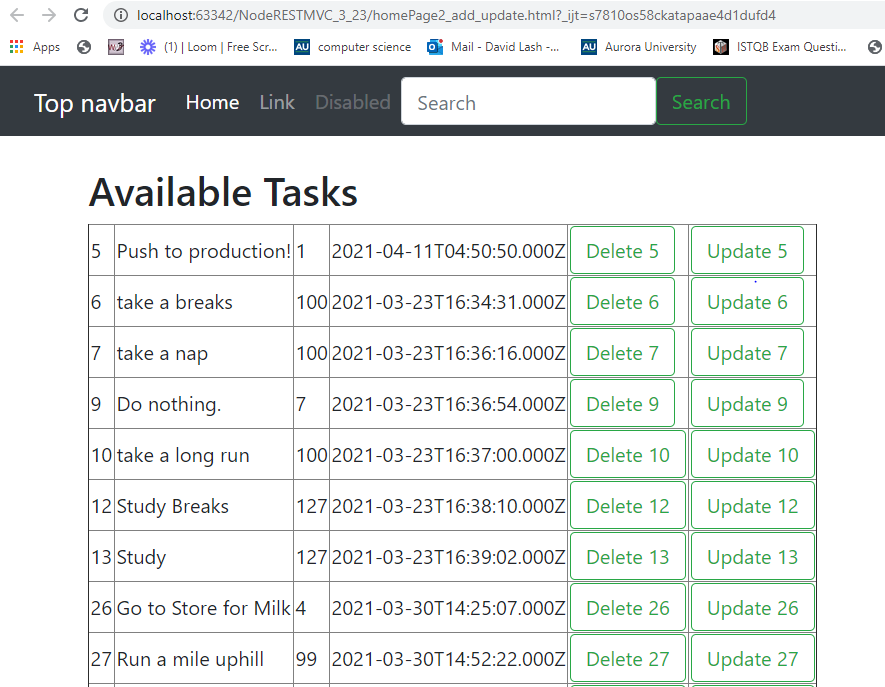 localhost:63342/NodeRESTMVC_3_23/homePage2_add_update.html?_ijt=s7810os58ckatapaae4d1dufd4
Apps (1) | Loom | Free Scr... AU computer science Mail - David Lash -... AU Aurora University ISTQB Exam Questi...
Top navbar Home Link Disabled Search Search
Available Tasks
5 Push to production! 1 2021-04-11T04:50:50.000Z Delete 5 Update 5
6 take a breaks 100 2021-03-23T16:34:31.000Z Delete 6 Update 6
7 take a nap 100 2021-03-23T16:36:16.000Z Delete 7 Update 7
9 Do nothing. 7 2021-03-23T16:36:54.000Z Delete 9 Update 9
10 take a long run 100 2021-03-23T16:37:00.000Z Delete 10 Update 10
12 Study Breaks 127 2021-03-23T16:38:10.000Z Delete 12 Update 12
13 Study 127 2021-03-23T16:39:02.000Z Delete 13 Update 13
26 Go to Store for Milk 4 2021-03-30T14:25:07.000Z Delete 26 Update 26
27 Run a mile uphill 99 2021-03-30T14:52:22.000Z Delete 27 Update 27